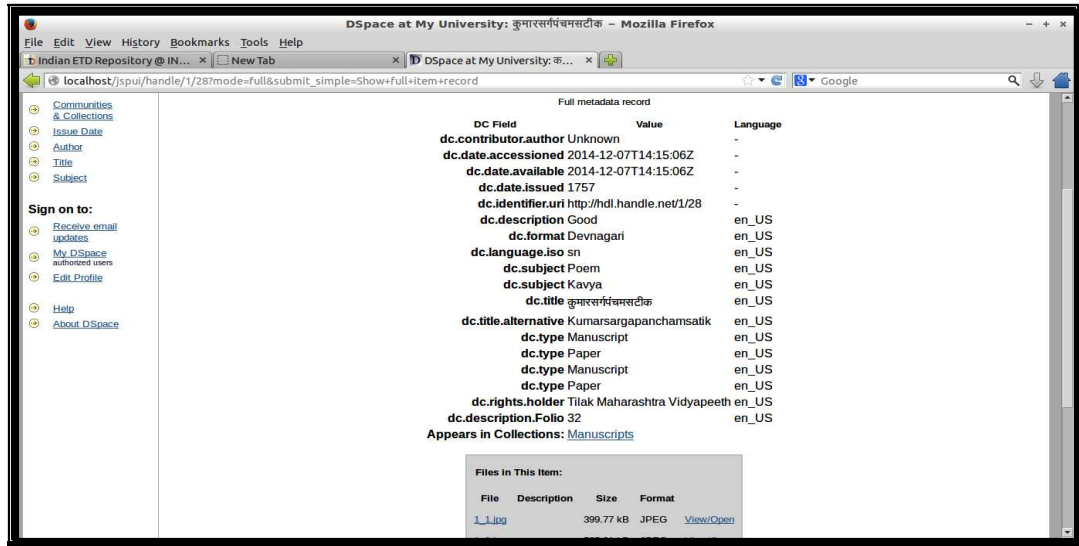 DSpace at My University: कुमारसर्गपंचमसटीक – Mozilla Firefox
File Edit View History Bookmarks Tools Help
Indian ETD Repository @ IN... × New Tab × DSpace at My University: क... ×
localhost/jspui/handle/1/28?mode=full&submit_simple=Show+full+item+record Google
Communities
& Collections
Issue Date
Author
Title
Subject
Sign on to:
Receive email
updates
My DSpace
authorized users
Edit Profile
Help
About DSpace
Full metadata record
DC Field Value Language
dc.contributor.author Unknown -
dc.date.accessioned 2014-12-07T14:15:06Z -
dc.date.available 2014-12-07T14:15:06Z -
dc.date.issued 1757 -
dc.identifier.uri http://hdl.handle.net/1/28 -
dc.description Good en_US
dc.format Devnagari en_US
dc.language.iso sn en_US
dc.subject Poem en_US
dc.subject Kavya en_US
dc.title कुमारसर्गपंचमसटीक en_US
dc.title.alternative Kumarsargapanchamsatik en_US
dc.type Manuscript en_US
dc.type Paper en_US
dc.type Manuscript en_US
dc.type Paper en_US
dc.rights.holder Tilak Maharashtra Vidyapeeth en_US
dc.description.Folio 32 en_US
Appears in Collections: Manuscripts
Files in This Item:
File Description Size Format
1_1.jpg 399.77 kB JPEG View/Open